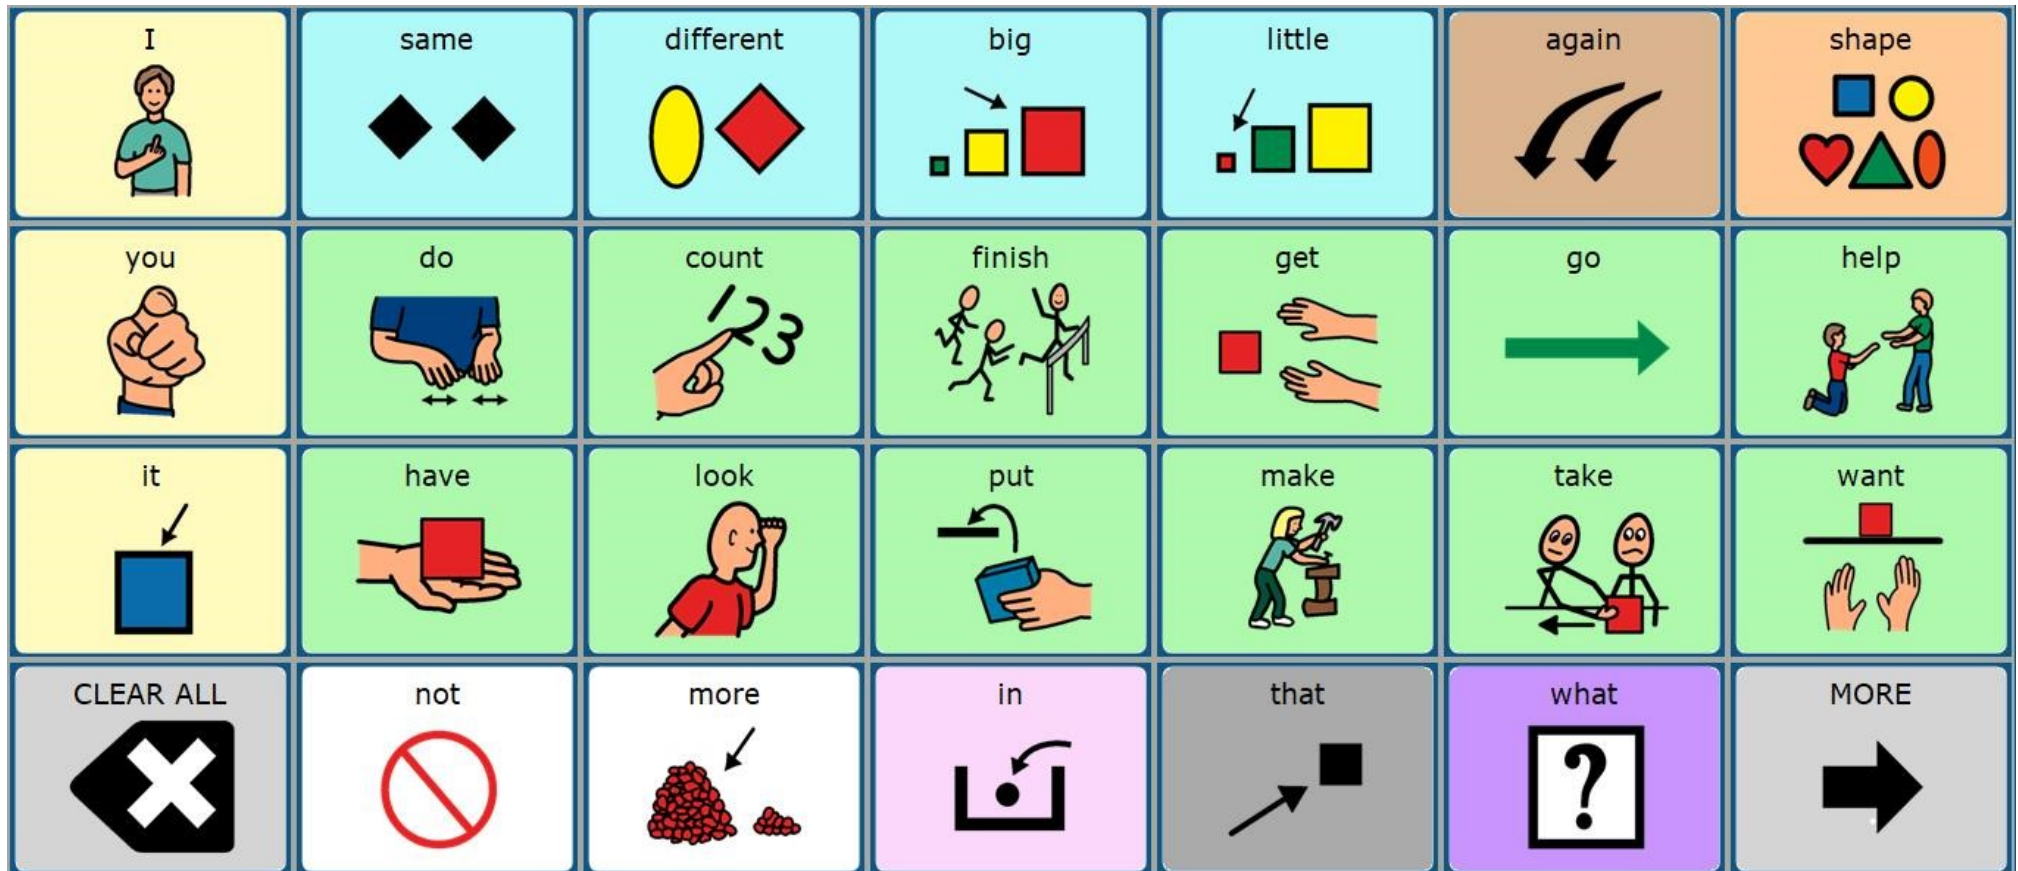 I
same
different
big
little
again
shape
you
do
count
123
finish
get
go
help
it
have
look
put
make
take
want
CLEAR ALL
not
more
in
that
what
?
MORE